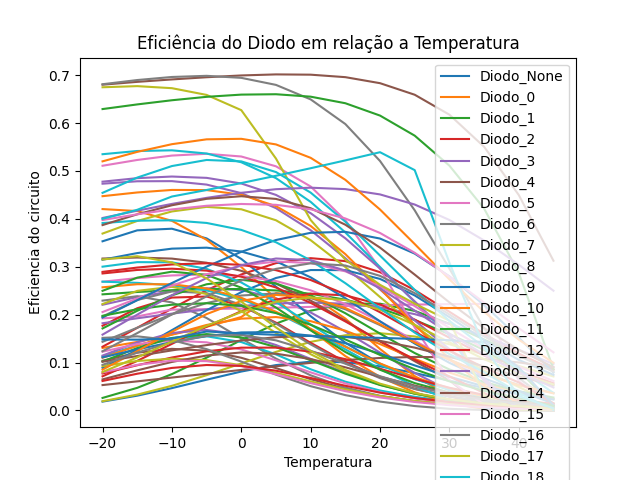 Eficiência do Diodo em relação a Temperatura
Eficiencia do circuito
0.7
0.6
0.5
0.4
0.3
0.2
0.1
0.0
−20
−10
0
10
20
30
40
Temperatura
Diodo_None
Diodo_0
Diodo_1
Diodo_2
Diodo_3
Diodo_4
Diodo_5
Diodo_6
Diodo_7
Diodo_8
Diodo_9
Diodo_10
Diodo_11
Diodo_12
Diodo_13
Diodo_14
Diodo_15
Diodo_16
Diodo_17
Diodo_18